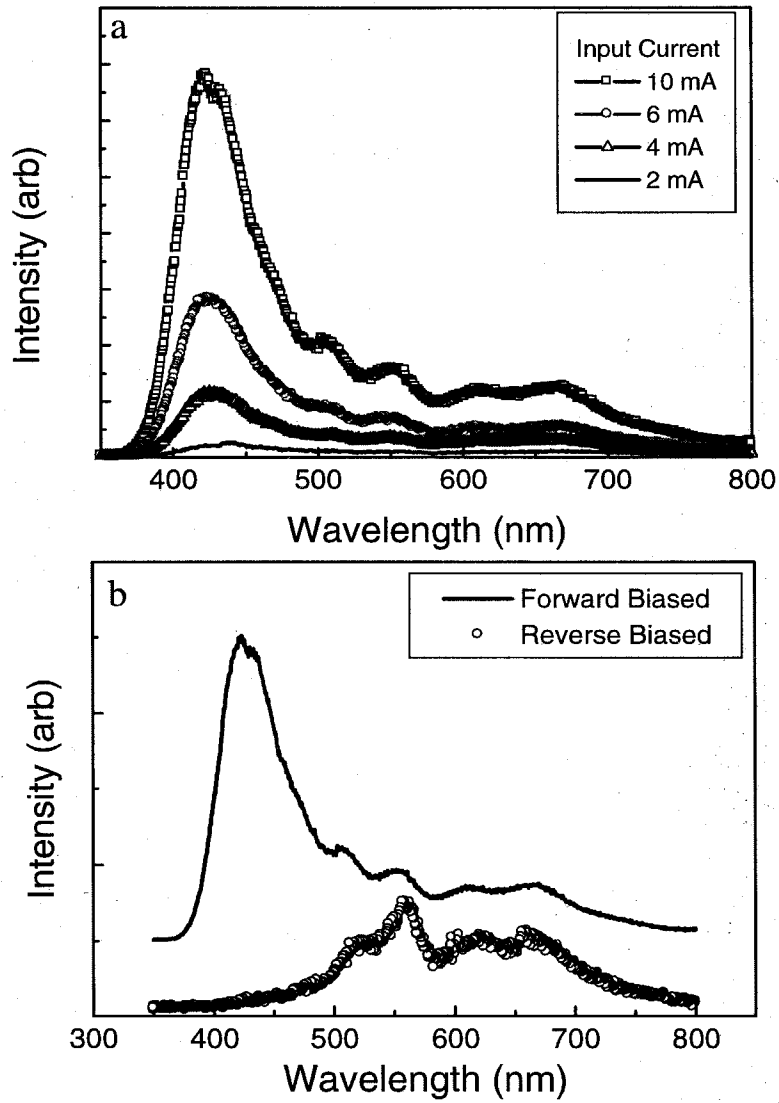 a
Input Current
10 mA
6 mA
4 mA
2 mA
Intensity (arb)
400 500 600 700 800
Wavelength (nm)
b
Forward Biased
Reverse Biased
Intensity (arb)
300 400 500 600 700 800
Wavelength (nm)